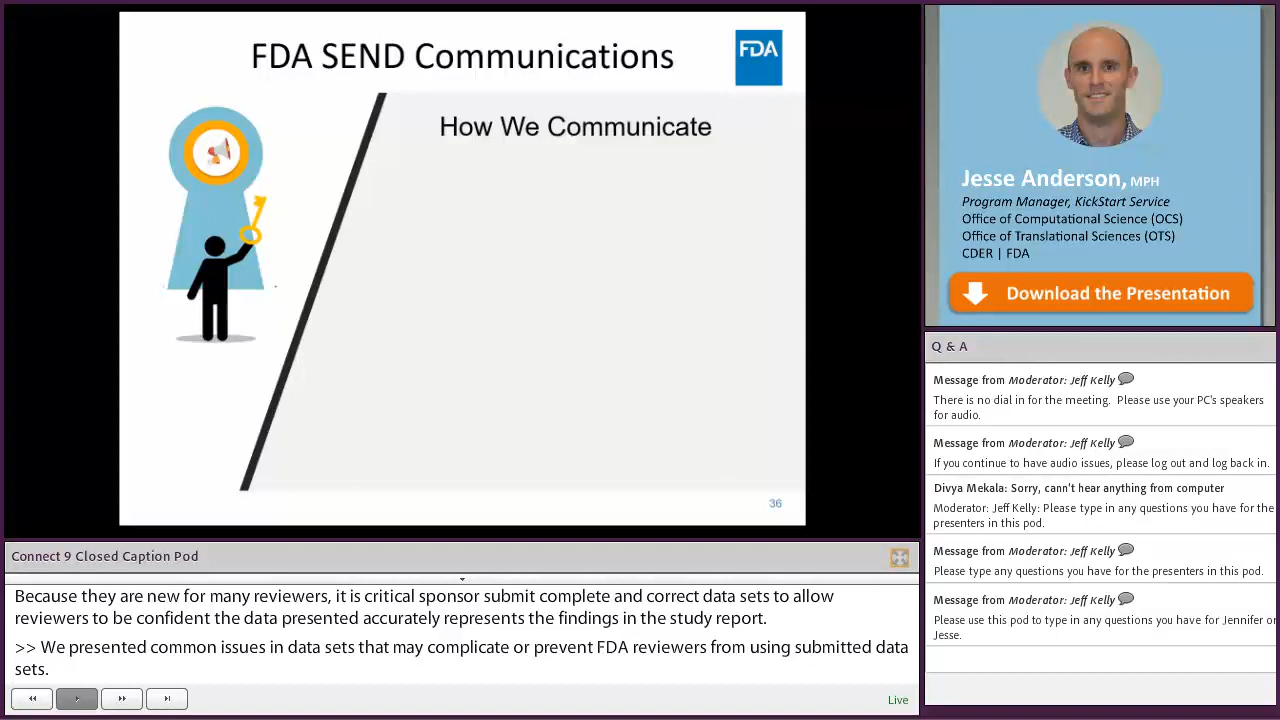 FDA SEND Communications
FDA
How We Communicate
36
Jesse Anderson, MPH
Program Manager, KickStart Service
Office of Computational Science (OCS)
Office of Translational Sciences (OTS)
CDER | FDA
Download the Presentation
Q & A
Message from Moderator: Jeff Kelly
There is no dial in for the meeting. Please use your PC's speakers
for audio.
Message from Moderator: Jeff Kelly
If you continue to have audio issues, please log out and log back in.
Divya Mekala: Sorry, cann't hear anything from computer
Moderator: Jeff Kelly: Please type in any questions you have for the
presenters in this pod.
Message from Moderator: Jeff Kelly
Please type any questions you have for the presenters in this pod.
Message from Moderator: Jeff Kelly
Please use this pod to type in any questions you have for Jennifer or
Jesse.
Connect 9 Closed Caption Pod
Because they are new for many reviewers, it is critical sponsor submit complete and correct data sets to allow
reviewers to be confident the data presented accurately represents the findings in the study report.
>> We presented common issues in data sets that may complicate or prevent FDA reviewers from using submitted data
sets.
Live